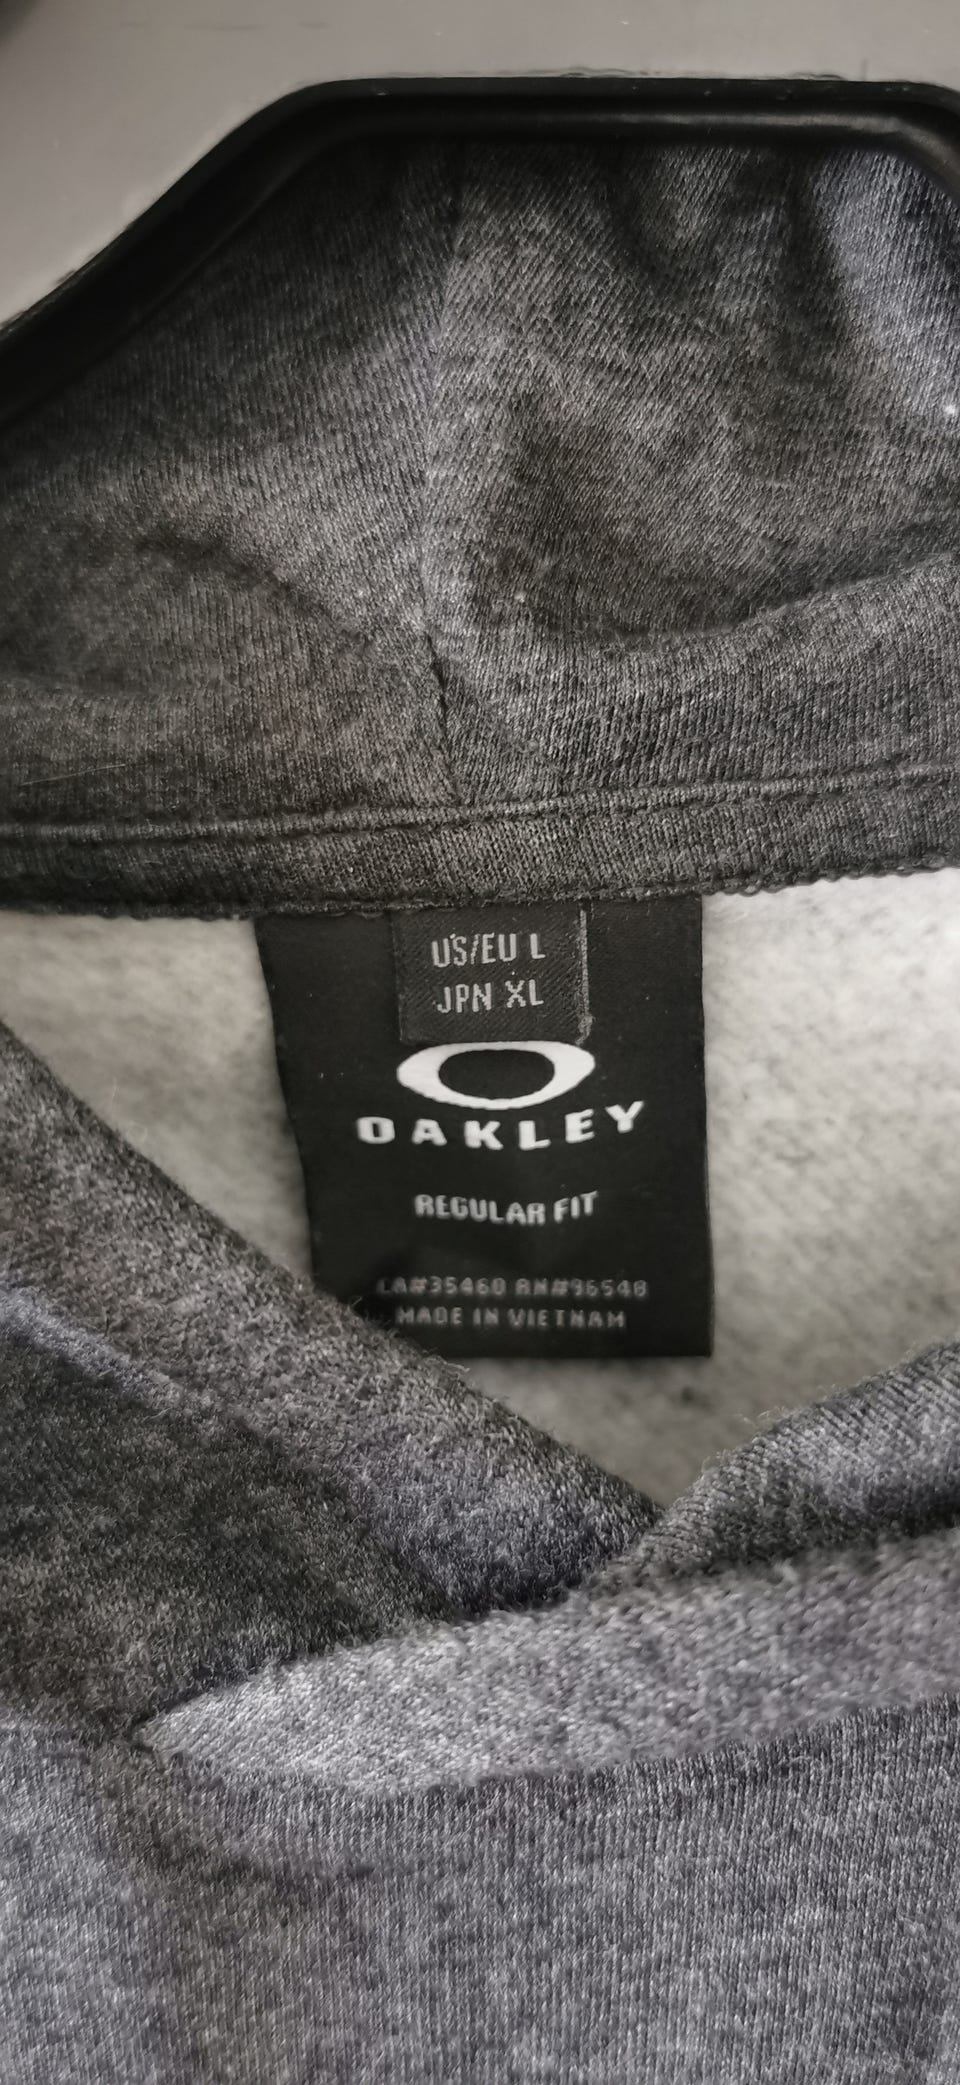 US/EU L
JPN XL
OAKLEY
REGULAR FIT
CA#35460 RN#96548
MADE IN VIETNAM